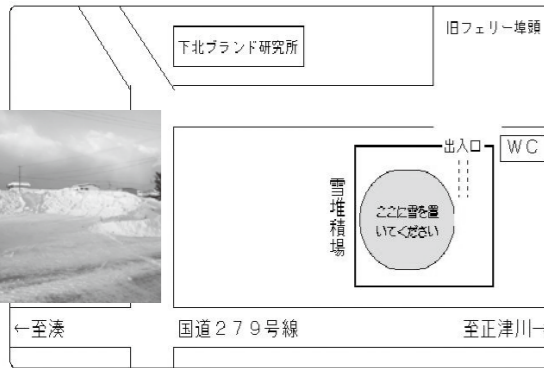 旧フェリー埠頭
下北ブランド研究所
出入口
WC
雪堆積場
ここに雪を置
いてください
←至湊
国道279号線
至正津川→